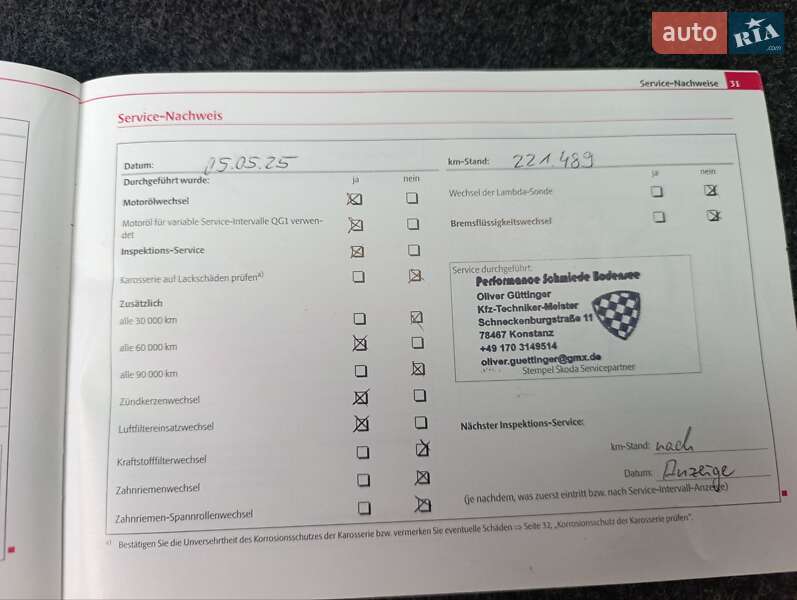 auto RIA .com
Service-Nachweise 31
Service-Nachweis
Datum: 05.05.25
km-Stand: 221.489
Durchgeführt wurde: ja nein
ja nein
Motorölwechsel
Wechsel der Lambda-Sonde
Motoröl für variable Service-Intervalle QG1 verwen-
det
Bremsflüssigkeitswechsel
Inspektions-Service
Karosserie auf Lackschäden prüfen a)
Zusätzlich
alle 30 000 km
alle 60 000 km
alle 90 000 km
Zündkerzenwechsel
Luftfiltereinsatzwechsel
Kraftstofffilterwechsel
Zahnriemenwechsel
Zahnriemen-Spannrollenwechsel
Service durchgeführt:
Performance Schmiede Bodensee
Oliver Güttinger
Kfz-Techniker-Meister
Schneckenburgstraße 11
78467 Konstanz
+49 170 3149514
oliver.guettinger@gmx.de
Stempel Skoda Servicepartner
Nächster Inspektions-Service:
km-Stand: nach
Datum: Anzeige
(je nachdem, was zuerst eintritt bzw. nach Service-Intervall-Anzeige)
a) Bestätigen Sie die Unversehrtheit des Korrosionsschutzes der Karosserie bzw. vermerken Sie eventuelle Schäden ⇒ Seite 32, „Korrosionsschutz der Karosserie prüfen".